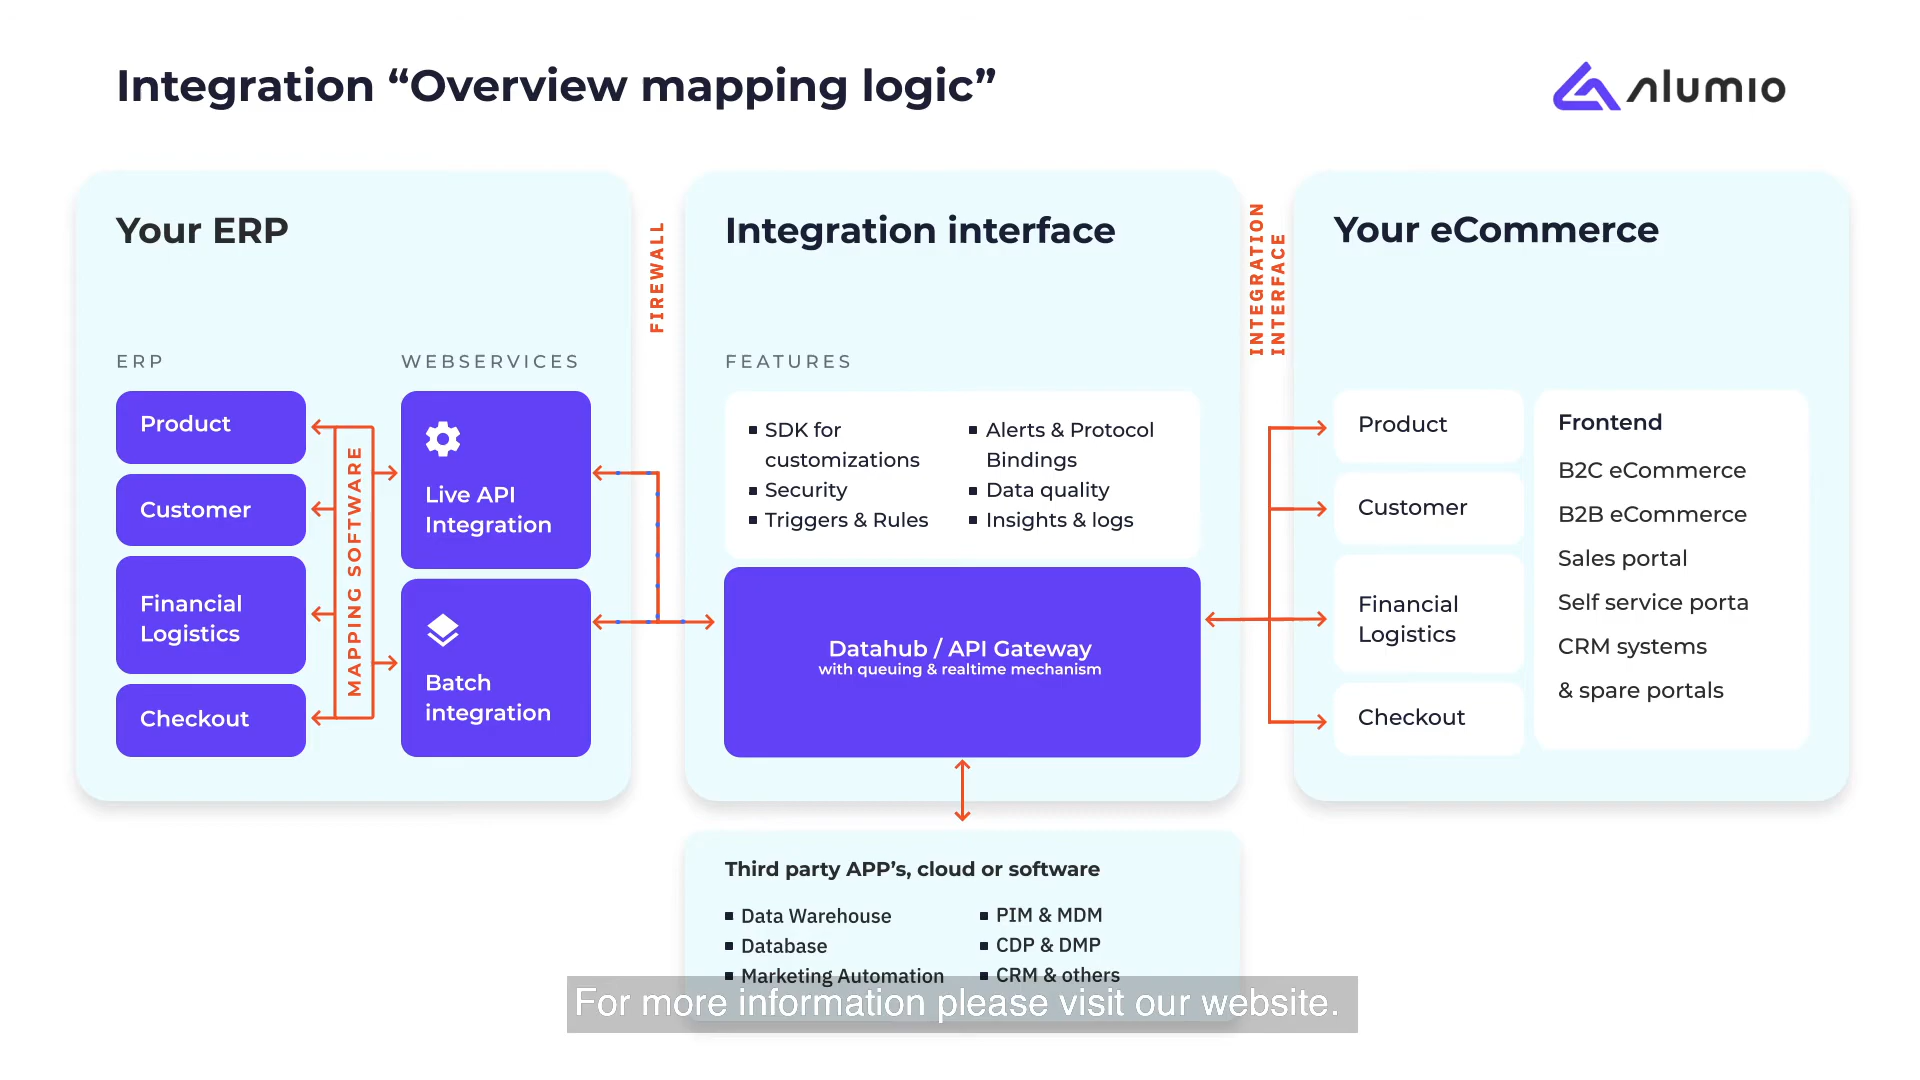 Integration “Overview mapping logic”
alumio
Your ERP
ERP
Product
Customer
Financial
Logistics
Checkout
MAPPING SOFTWARE
WEBSERVICES
Live API
Integration
Batch
integration
FIREWALL
Integration interface
FEATURES
SDK for
customizations
Security
Triggers & Rules
Alerts & Protocol
Bindings
Data quality
Insights & logs
Datahub / API Gateway
with queuing & realtime mechanism
INTEGRATION
INTERFACE
Your eCommerce
Product
Customer
Financial
Logistics
Checkout
Frontend
B2C eCommerce
B2B eCommerce
Sales portal
Self service porta
CRM systems
& spare portals
Third party APP’s, cloud or software
Data Warehouse
Database
Marketing Automation
PIM & MDM
CDP & DMP
CRM & others
For more information please visit our website.